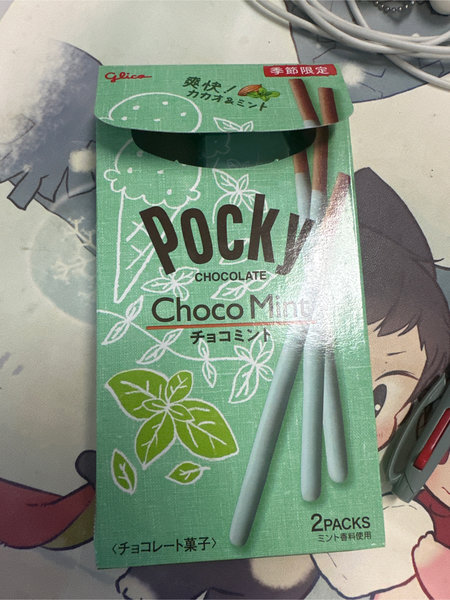 glico
季節限定
爽快!
カカオ&ミント
Pocky
CHOCOLATE
Choco Mint
チョコミント
2PACKS
ミント香料使用
〈チョコレート菓子〉